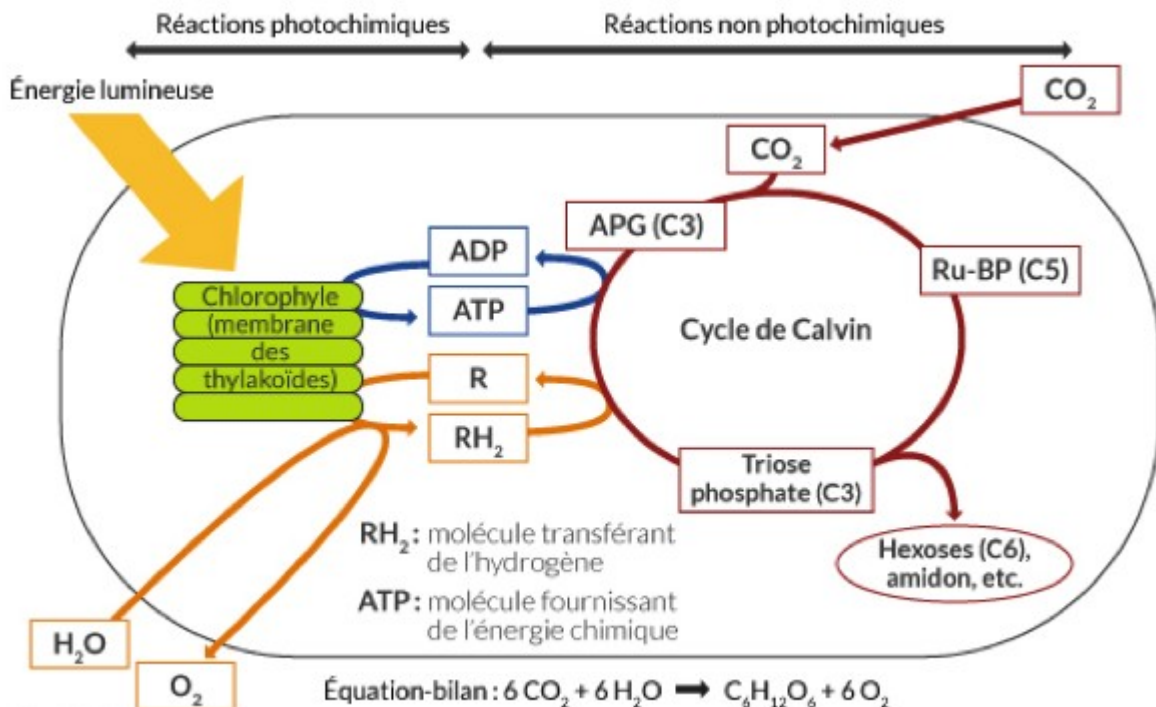 Réactions photochimiques
Réactions non photochimiques
Énergie lumineuse
CO₂
CO₂
APG (C3)
ADP
Ru-BP (C5)
Chlorophyle
(membrane
des
thylakoïdes)
ATP
Cycle de Calvin
R
RH₂
Triose
phosphate (C3)
RH₂ : molécule transférant
de l'hydrogène
Hexoses (C6),
amidon, etc.
ATP : molécule fournissant
de l'énergie chimique
H₂O
O₂
Équation-bilan : 6 CO₂ + 6 H₂O ➡ C₆H₁₂O₆ + 6 O₂